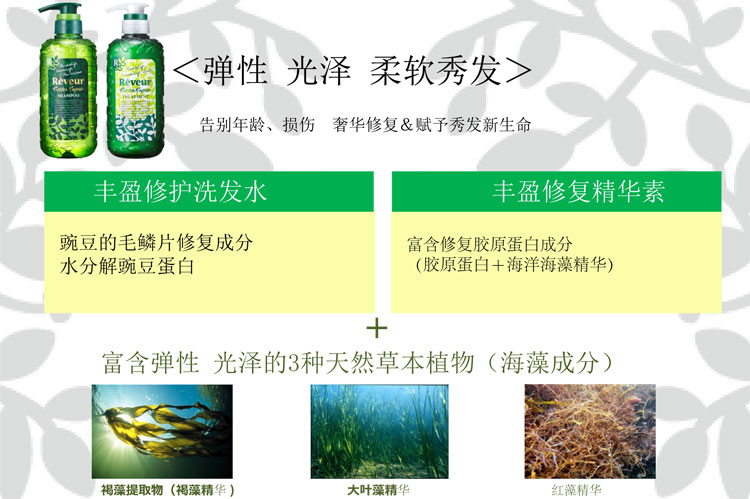 Rêveur
SHAMPOO
Rêveur
TREATMENT
＜弹性 光泽 柔软秀发＞
告别年龄、损伤 奢华修复＆赋予秀发新生命
丰盈修护洗发水
丰盈修复精华素
豌豆的毛鳞片修复成分
水分解豌豆蛋白
富含修复胶原蛋白成分
（胶原蛋白＋海洋海藻精华）
＋
富含弹性 光泽的3种天然草本植物（海藻成分）
褐藻提取物（褐藻精华）
大叶藻精华
红藻精华